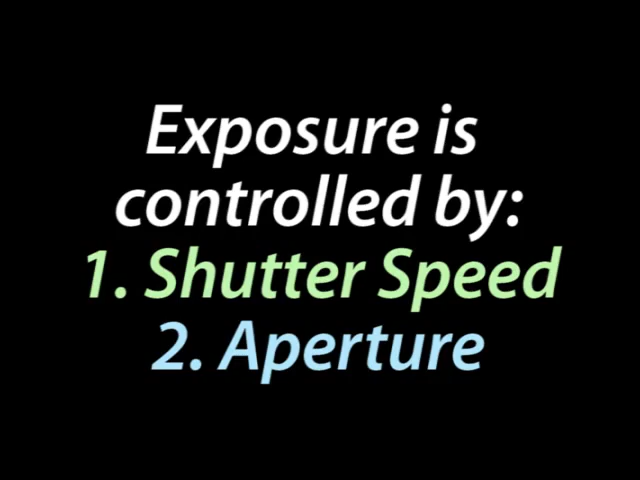 Exposure is
controlled by:
1. Shutter Speed
2. Aperture